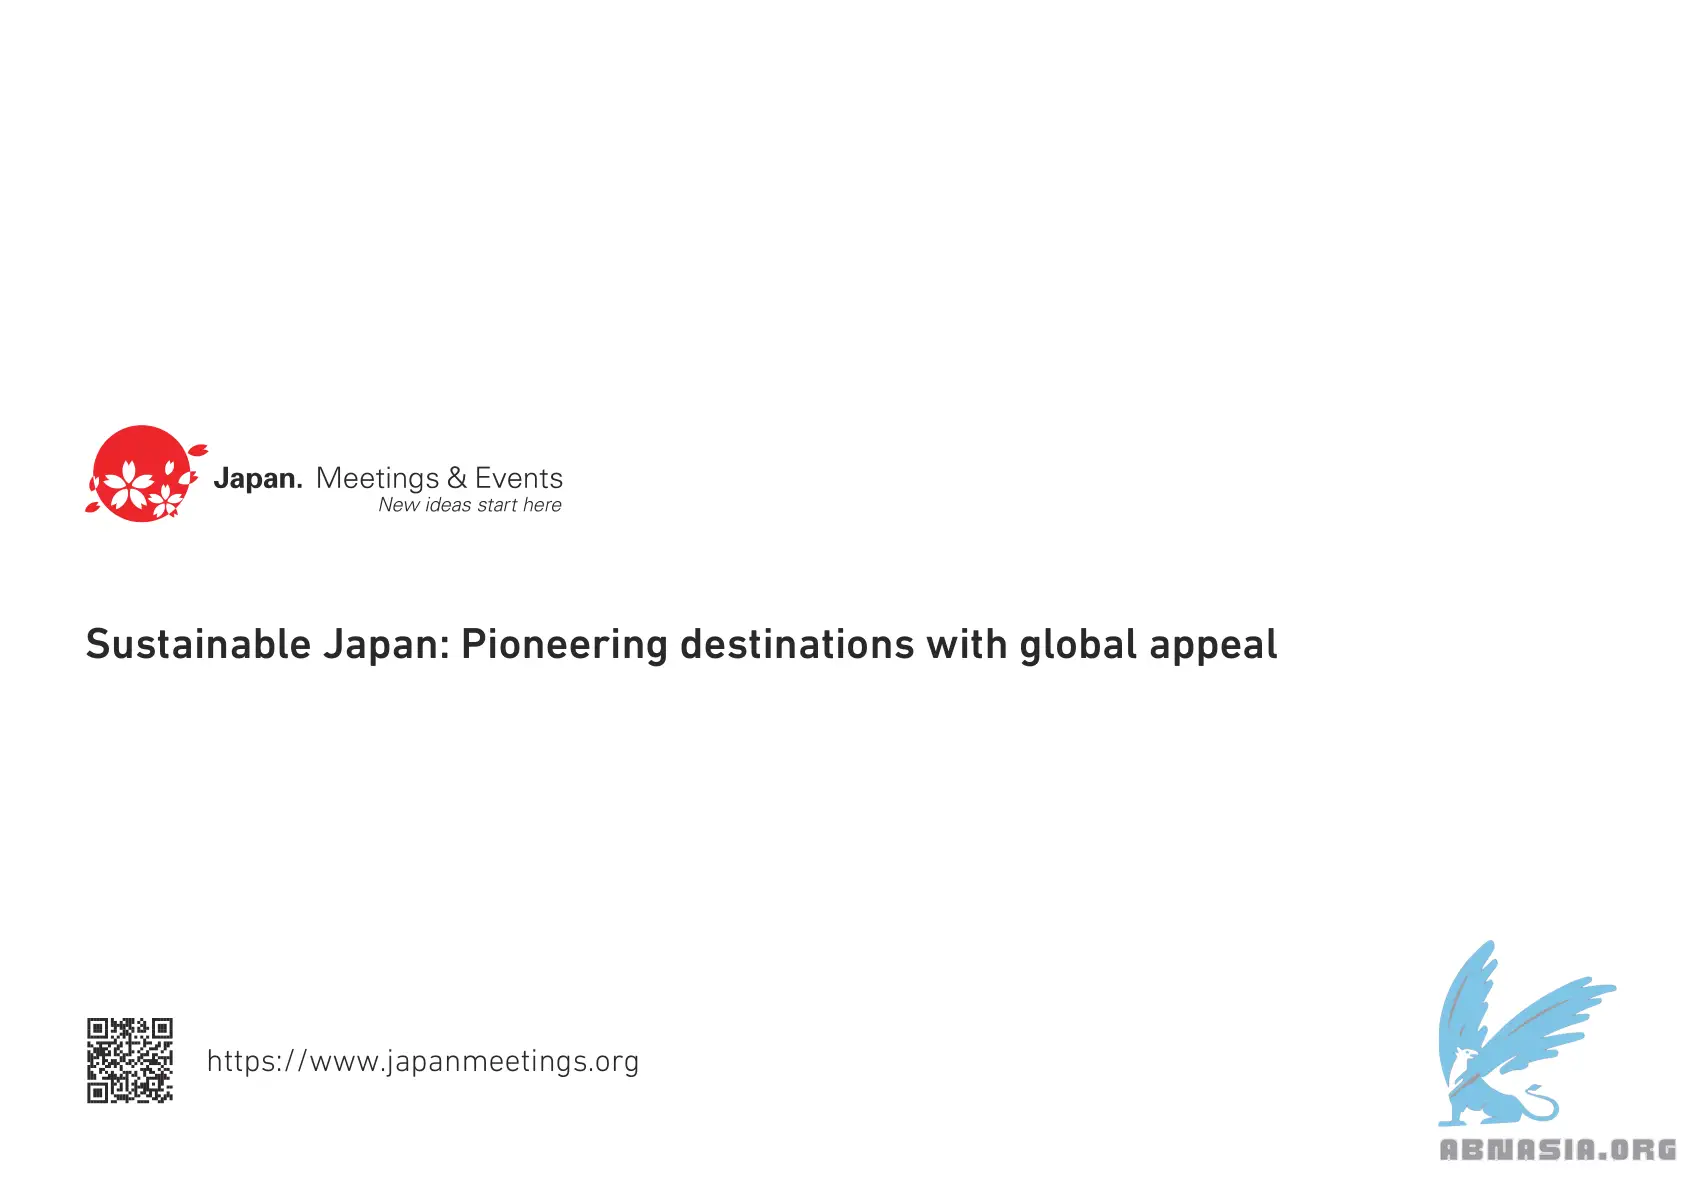 Japan. Meetings & Events
New ideas start here
Sustainable Japan: Pioneering destinations with global appeal
https://www.japanmeetings.org
ABNASIA.ORG